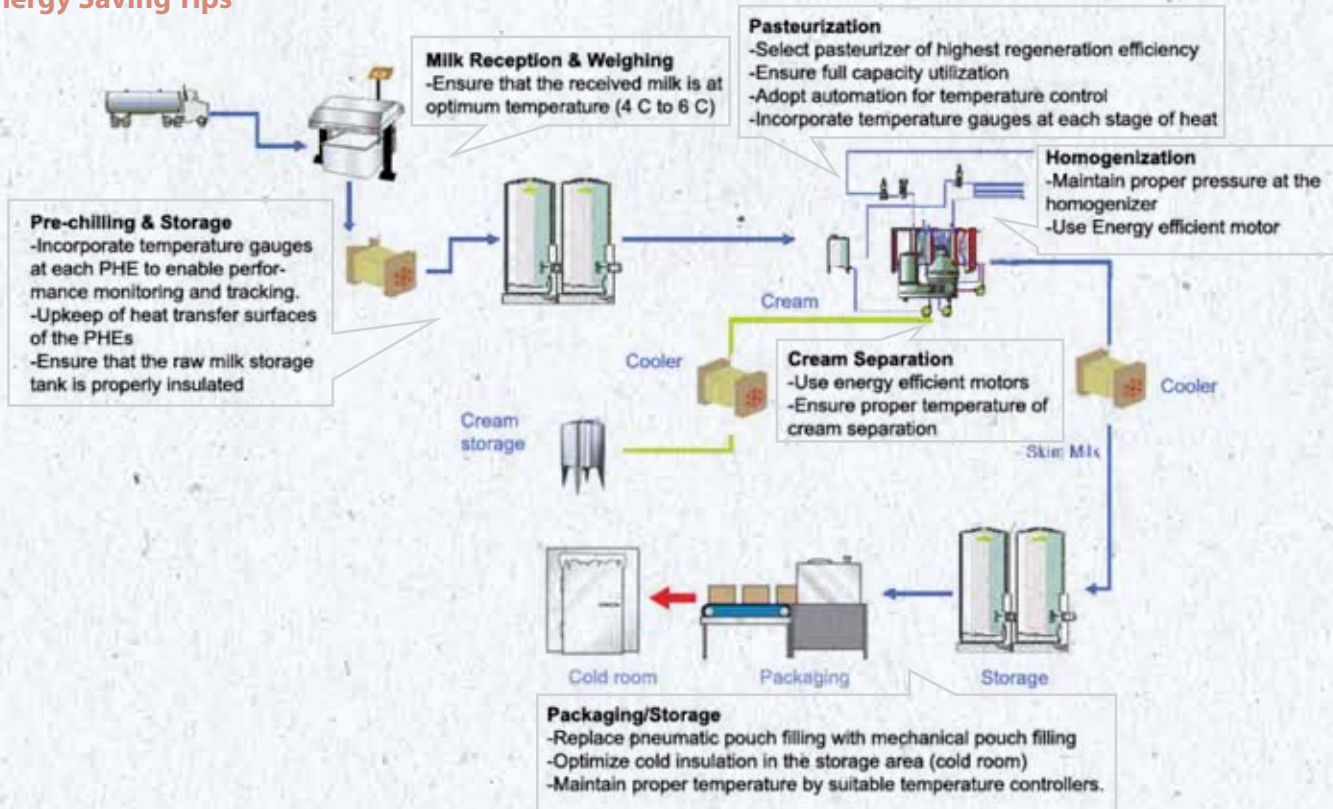 nergy Saving Tips
Milk Reception & Weighing
-Ensure that the received milk is at
optimum temperature (4 C to 6 C)
Pasteurization
-Select pasteurizer of highest regeneration efficiency
-Ensure full capacity utilization
-Adopt automation for temperature control
-Incorporate temperature gauges at each stage of heat
Homogenization
-Maintain proper pressure at the
homogenizer
-Use Energy efficient motor
Pre-chilling & Storage
-Incorporate temperature gauges
at each PHE to enable perfor-
mance monitoring and tracking.
-Upkeep of heat transfer surfaces
of the PHEs
-Ensure that the raw milk storage
tank is properly insulated
Cream
Cooler
Cream Separation
-Use energy efficient motors
-Ensure proper temperature of
cream separation
Cooler
Cream
storage
Skim Milk
Cold room
Packaging
Storage
Packaging/Storage
-Replace pneumatic pouch filling with mechanical pouch filling
-Optimize cold insulation in the storage area (cold room)
-Maintain proper temperature by suitable temperature controllers.